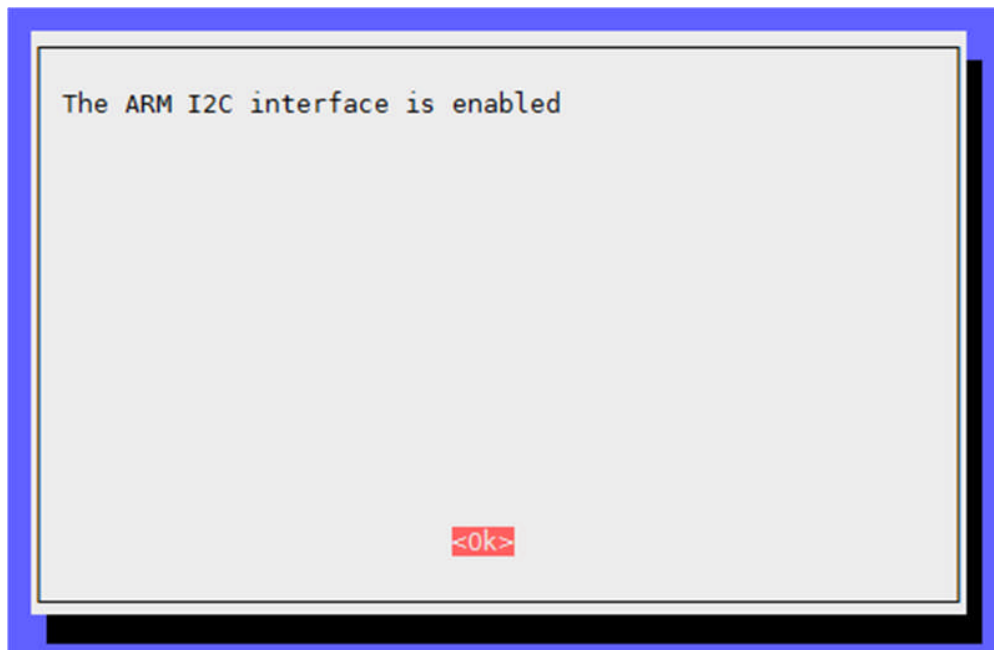 The ARM I2C interface is enabled
<Ok>